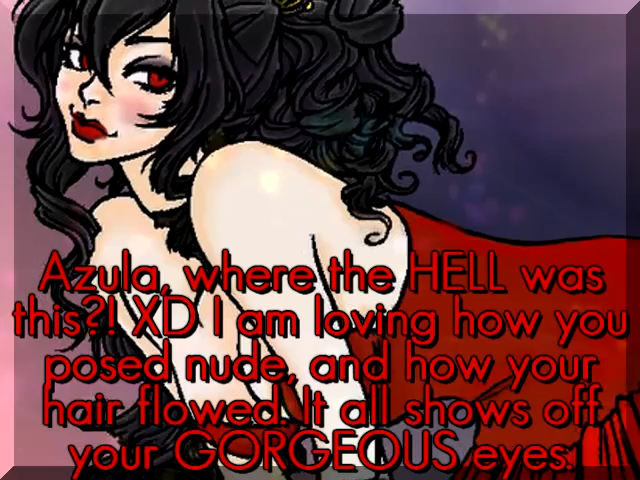 Azula, where the HELL was
this?! XD I am loving how you
posed nude, and how your
hair flowed. It all shows off
your GORGEOUS eyes.